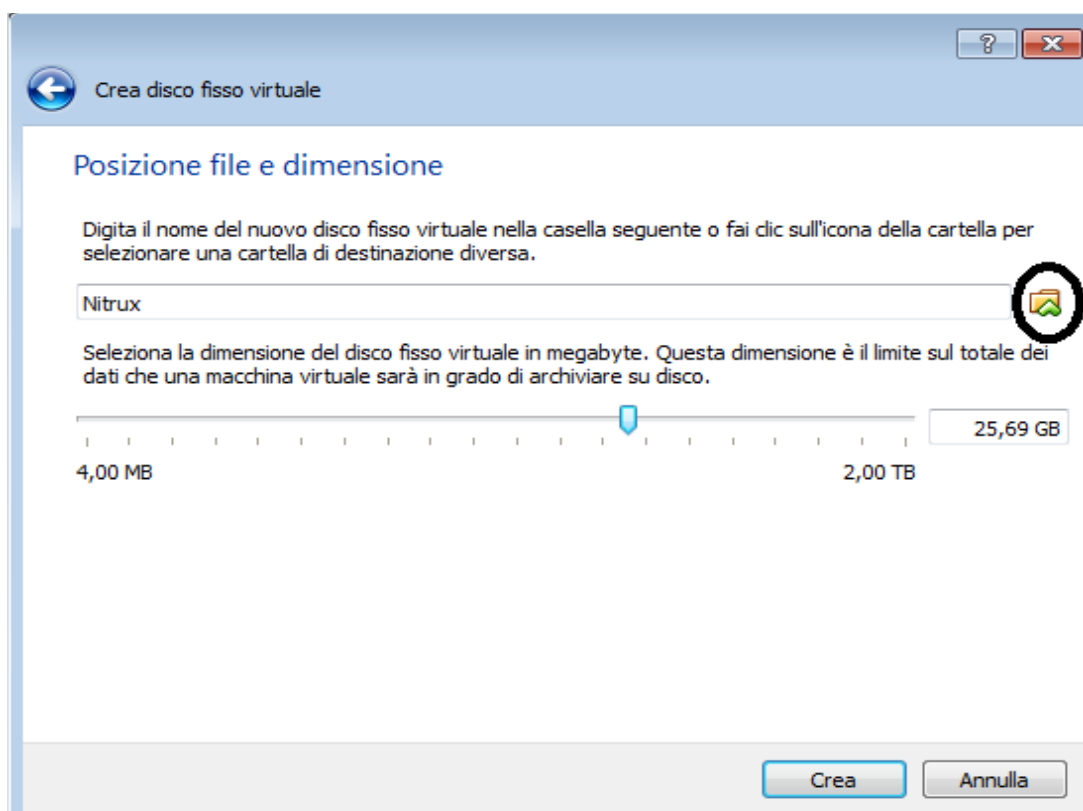 ?
Crea disco fisso virtuale
Posizione file e dimensione
Digita il nome del nuovo disco fisso virtuale nella casella seguente o fai clic sull'icona della cartella per
selezionare una cartella di destinazione diversa.
Nitrux
Seleziona la dimensione del disco fisso virtuale in megabyte. Questa dimensione è il limite sul totale dei
dati che una macchina virtuale sarà in grado di archiviare su disco.
25,69 GB
4,00 MB 2,00 TB
Crea Annulla